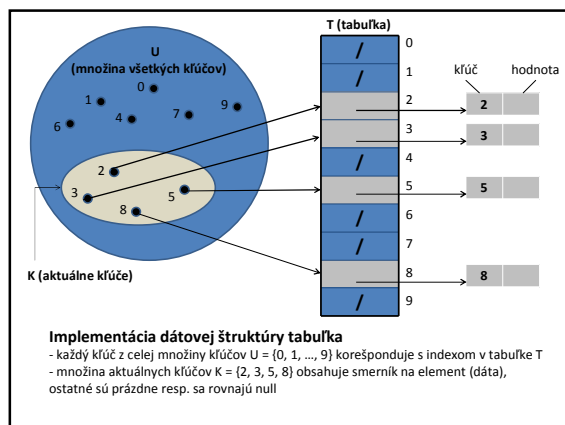 T (tabuľka)
U
(množina všetkých kľúčov)
0
1
4
7
9
6
2
3
5
8
K (aktuálne kľúče)
/ 0
/ 1
2
3
/ 4
5
/ 6
/ 7
8
/ 9
kľúč hodnota
2
3
5
8
Implementácia dátovej štruktúry tabuľka
- každý kľúč z celej množiny kľúčov U = {0, 1, ..., 9} korešponduje s indexom v tabuľke T
- množina aktuálnych kľúčov K = {2, 3, 5, 8} obsahuje smerník na element (dáta),
ostatné sú prázdne resp. sa rovnajú null